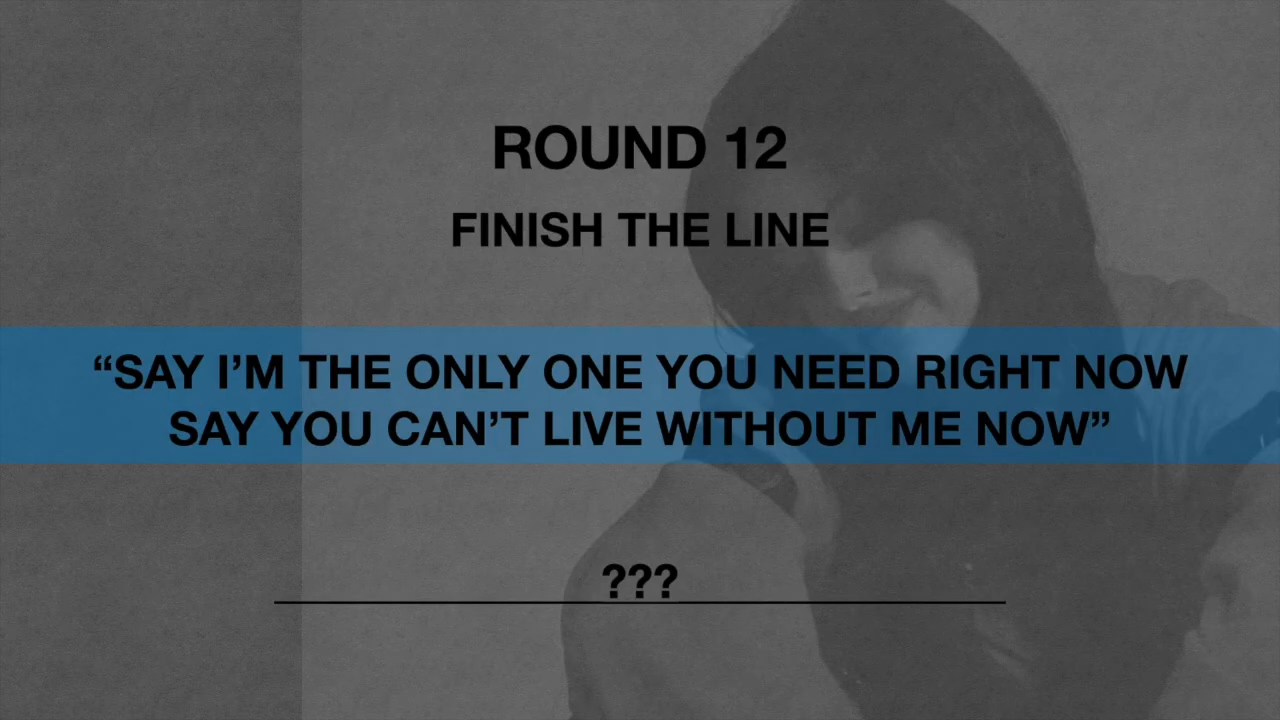 ROUND 12
FINISH THE LINE
“SAY I’M THE ONLY ONE YOU NEED RIGHT NOW
SAY YOU CAN’T LIVE WITHOUT ME NOW”
???